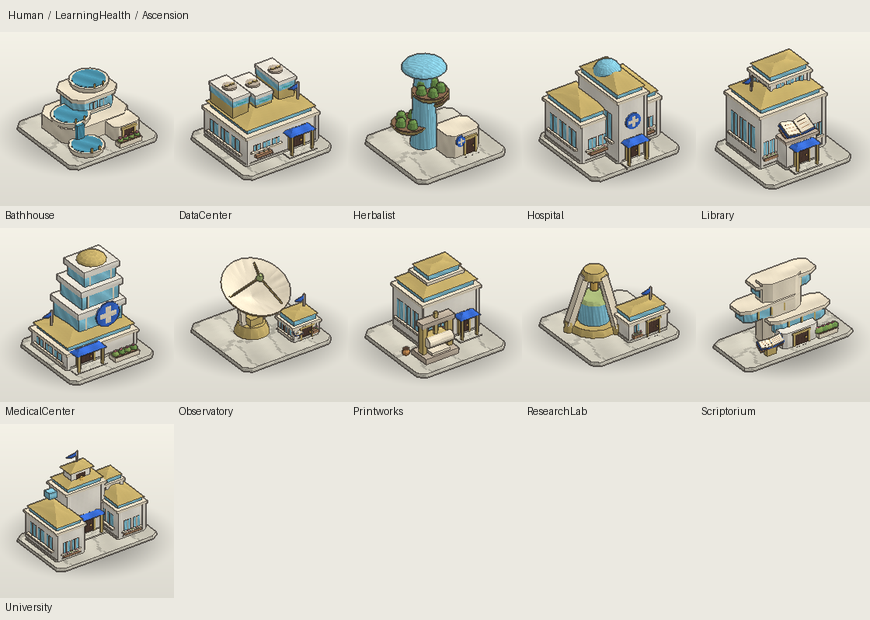 Human / LearningHealth / Ascension
Bathhouse
DataCenter
Herbalist
Hospital
Library
MedicalCenter
Observatory
Printworks
ResearchLab
Scriptorium
University